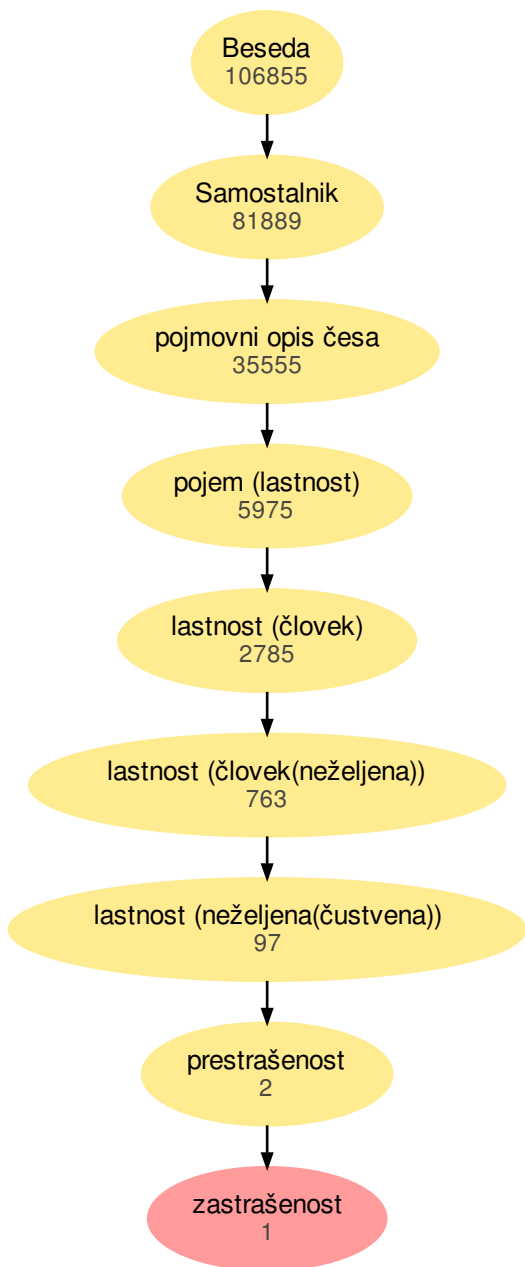 Beseda
106855
Samostalnik
81889
pojmovni opis česa
35555
pojem (lastnost)
5975
lastnost (človek)
2785
lastnost (človek(neželjena))
763
lastnost (neželjena(čustvena))
97
prestrašenost
2
zastrašenost
1